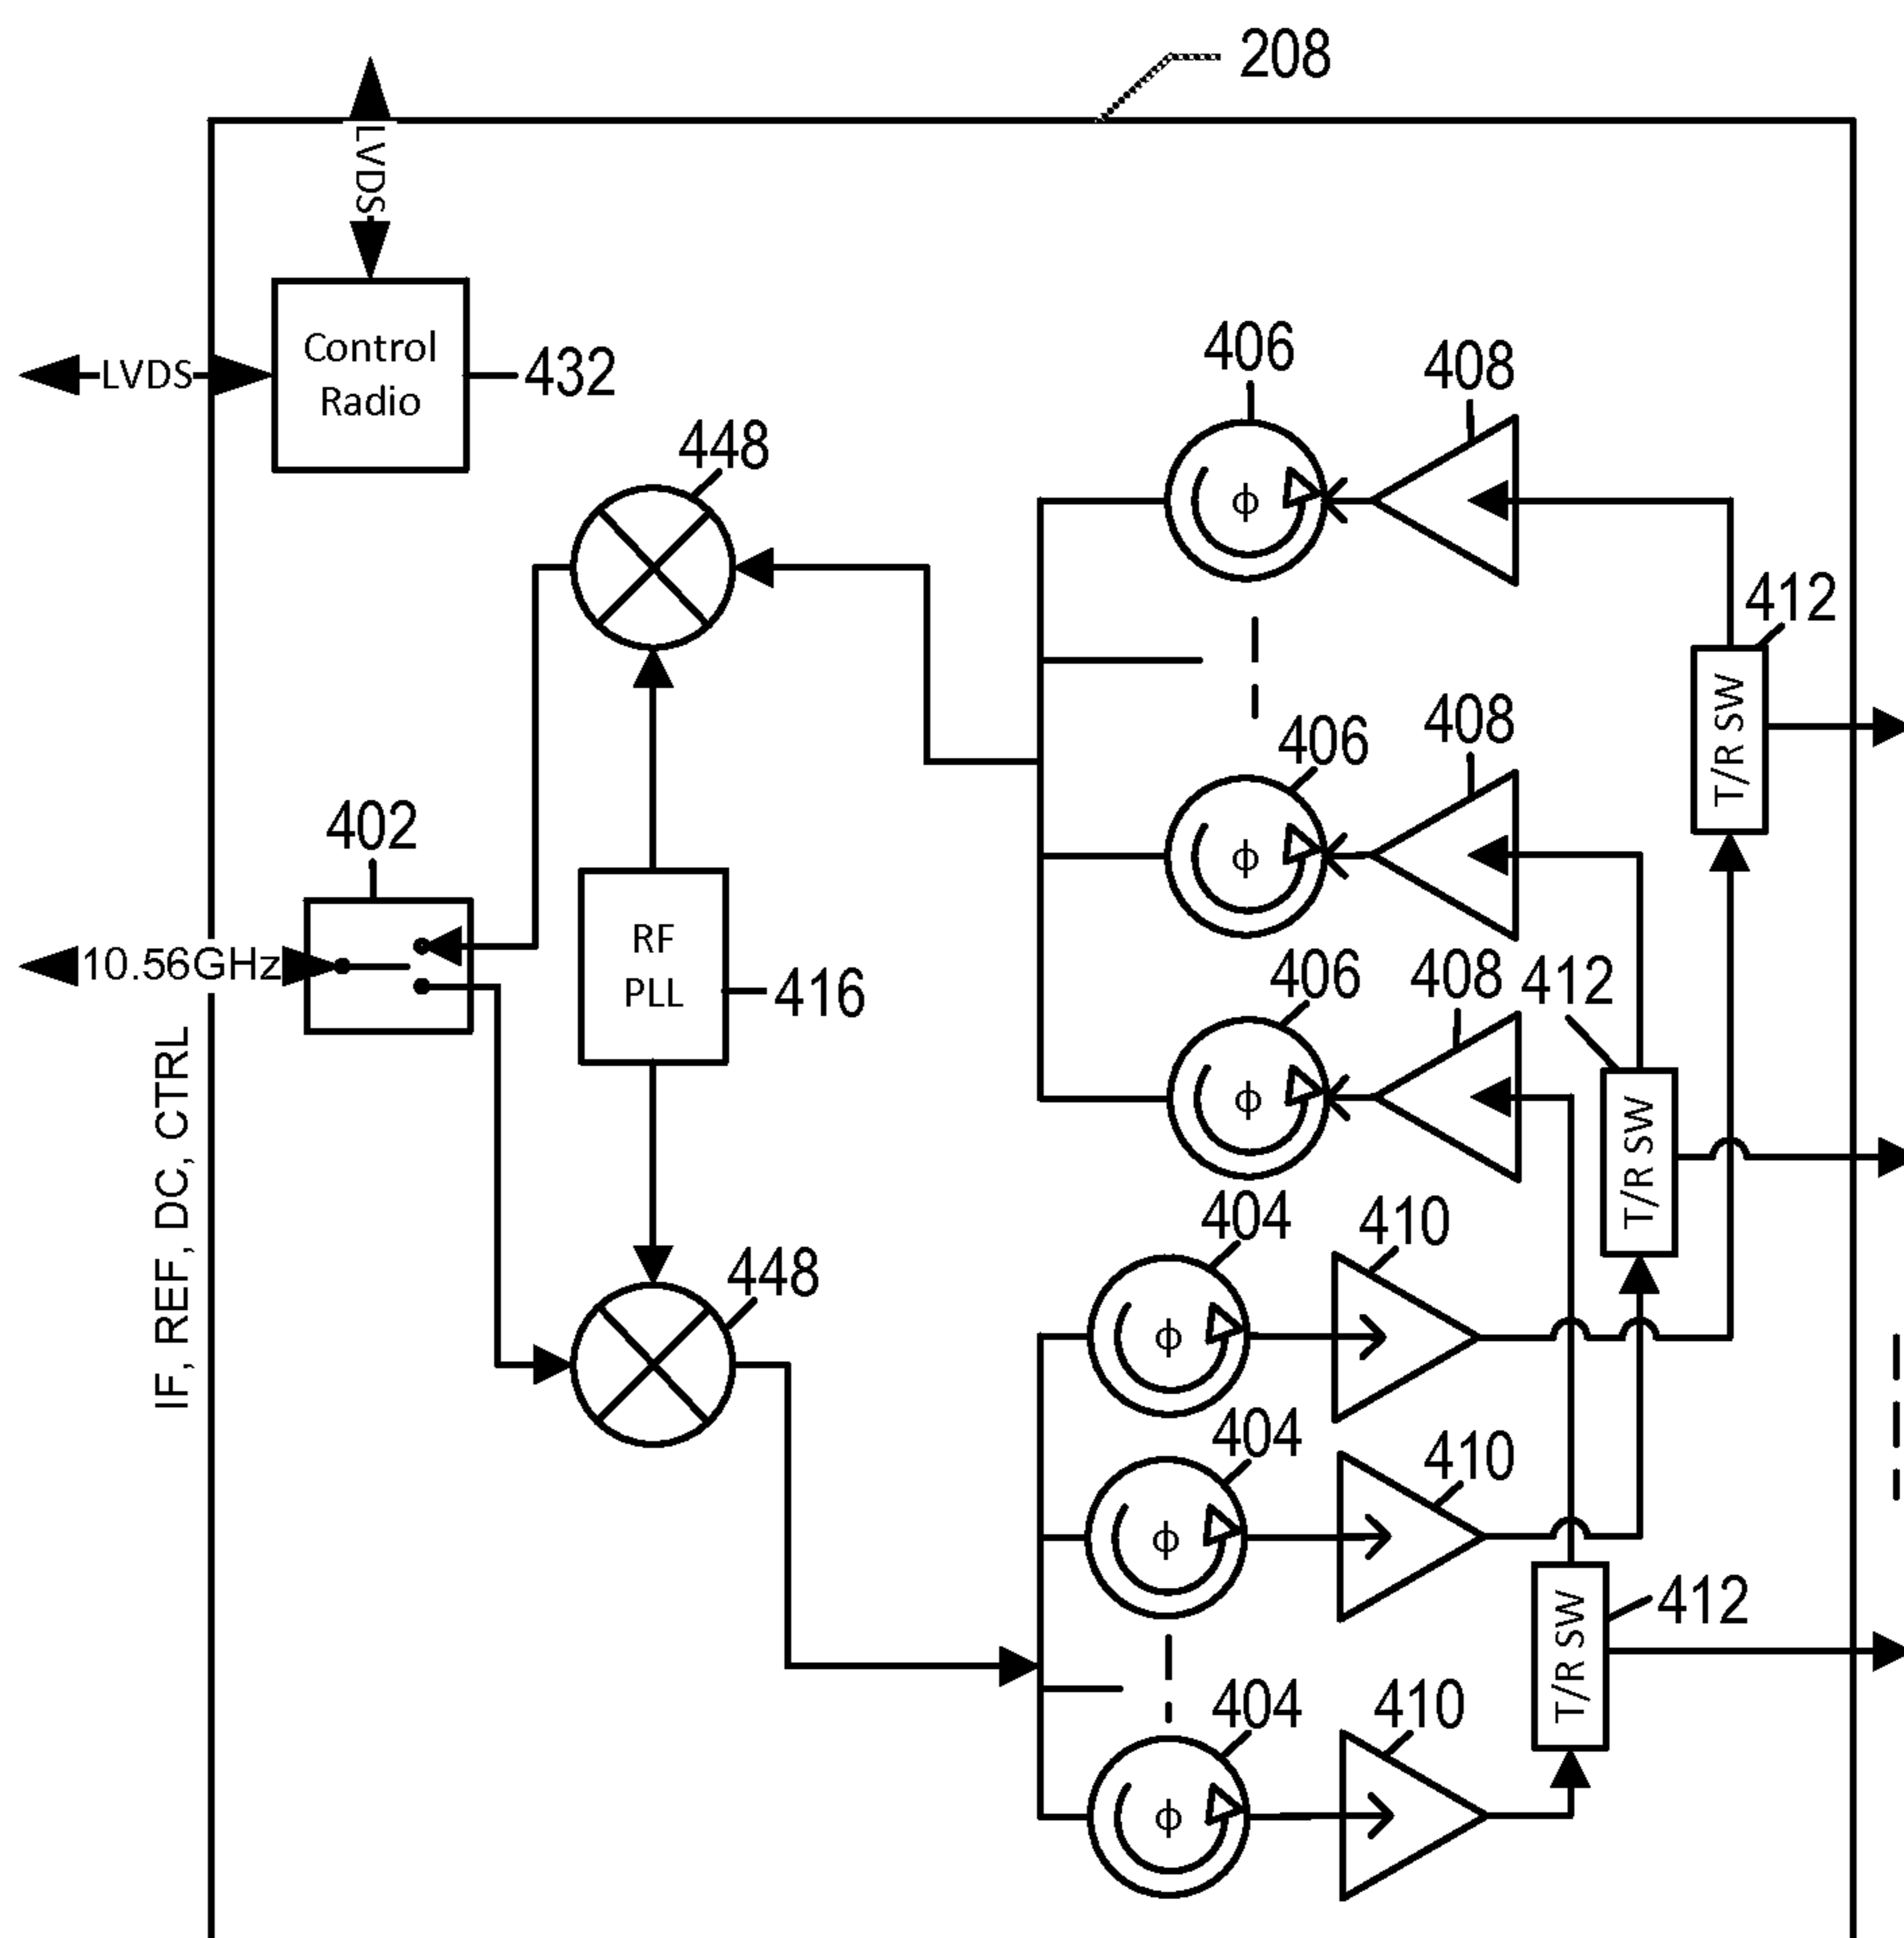 208
LVDS
Control
Radio
LVDS
432
406
408
448
412
T/R SW
406
408
402
10.56GHz
RF
PLL
416
406
408
412
T/R SW
IF, REF, DC, CTRL
448
404
410
404
410
T/R SW
412
404
410
ϕ
ϕ
ϕ
ϕ
ϕ
ϕ